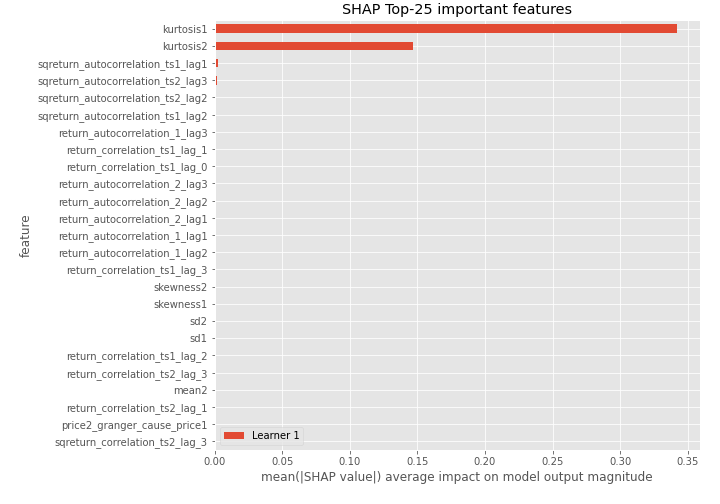 SHAP Top-25 important features
kurtosis1
kurtosis2
sqreturn_autocorrelation_ts1_lag1
sqreturn_autocorrelation_ts2_lag3
sqreturn_autocorrelation_ts2_lag2
sqreturn_autocorrelation_ts1_lag2
return_autocorrelation_1_lag3
return_correlation_ts1_lag_1
return_correlation_ts1_lag_0
return_autocorrelation_2_lag3
return_autocorrelation_2_lag2
return_autocorrelation_2_lag1
return_autocorrelation_1_lag1
return_autocorrelation_1_lag2
return_correlation_ts1_lag_3
skewness2
skewness1
sd2
sd1
return_correlation_ts1_lag_2
return_correlation_ts2_lag_3
mean2
return_correlation_ts2_lag_1
price2_granger_cause_price1
sqreturn_correlation_ts2_lag_3
feature
Learner 1
0.00 0.05 0.10 0.15 0.20 0.25 0.30 0.35
mean(|SHAP value|) average impact on model output magnitude